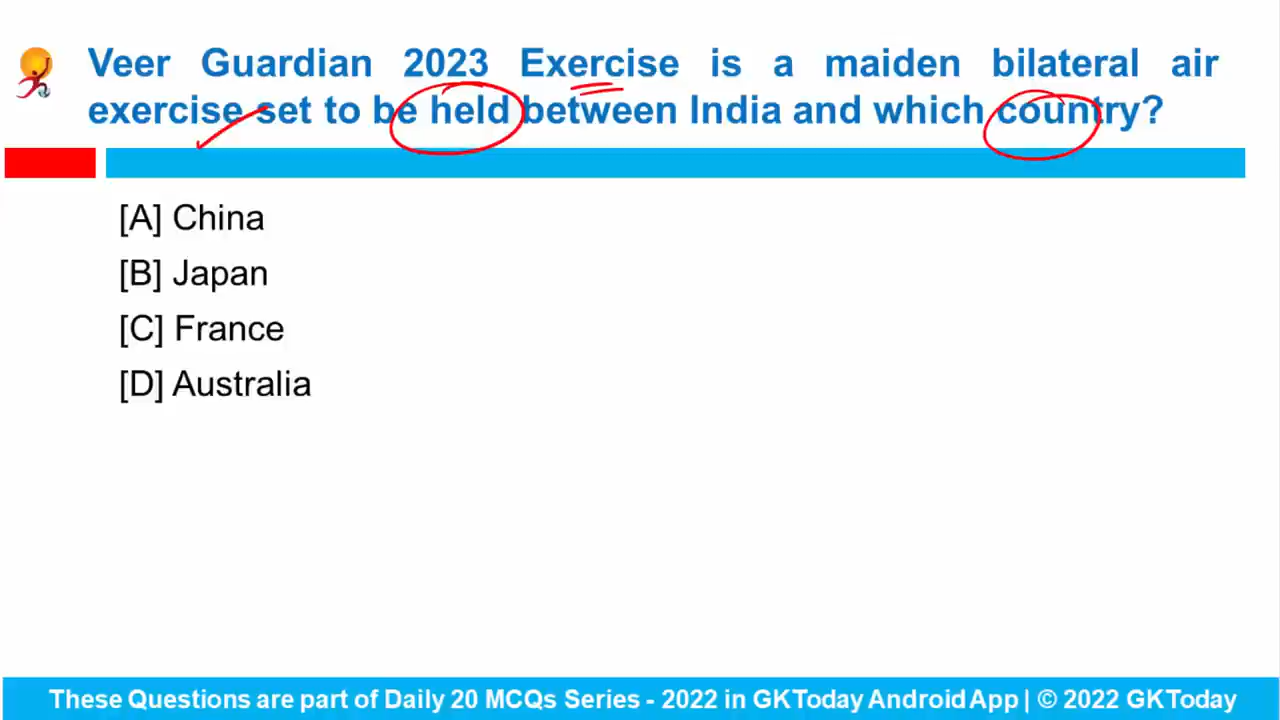 Veer Guardian 2023 Exercise is a maiden bilateral air
exercise set to be held between India and which country?
[A] China
[B] Japan
[C] France
[D] Australia
These Questions are part of Daily 20 MCQs Series - 2022 in GKToday Android App | © 2022 GKToday